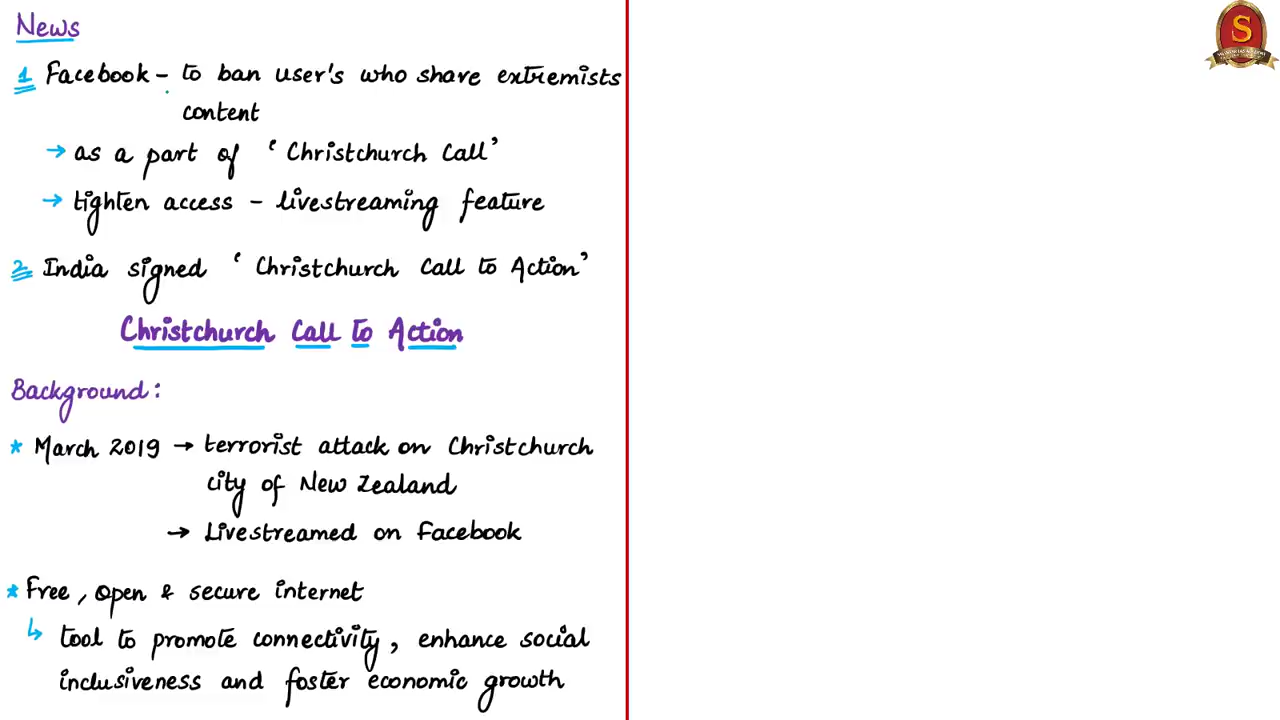 News
1 Facebook - to ban user's who share extremists
content
→ as a part of ‘Christchurch Call’
→ tighten access - livestreaming feature
2. India signed ‘Christchurch Call to Action’
Christchurch Call to Action
Background:
* March 2019 → terrorist attack on Christchurch
city of New Zealand
→ Livestreamed on Facebook
* Free, open & secure internet
↳ tool to promote connectivity, enhance social
inclusiveness and foster economic growth
S